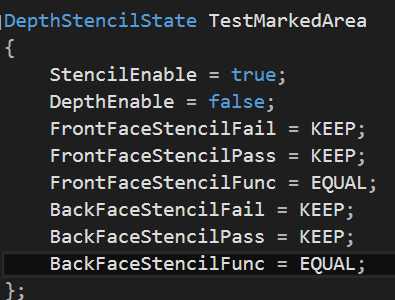 DepthStencilState TestMarkedArea
{
StencilEnable = true;
DepthEnable = false;
FrontFaceStencilFail = KEEP;
FrontFaceStencilPass = KEEP;
FrontFaceStencilFunc = EQUAL;
BackFaceStencilFail = KEEP;
BackFaceStencilPass = KEEP;
BackFaceStencilFunc = EQUAL;
};